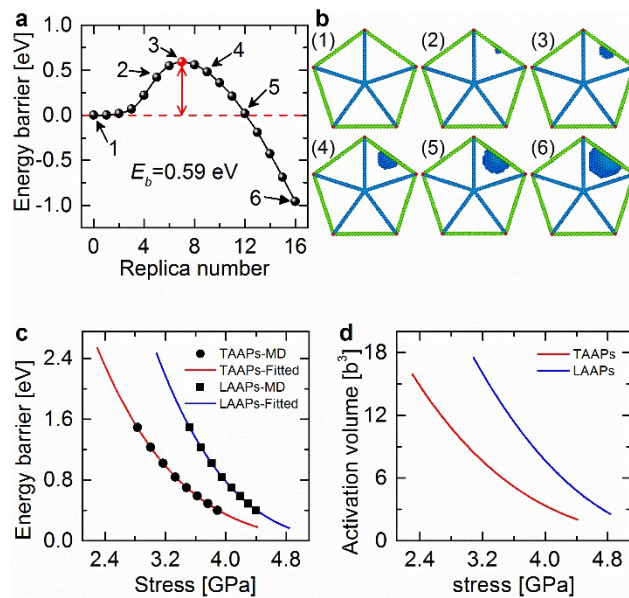 a
Energy barrier [eV]
1.0
0.5
0.0
-0.5
-1.0
1
2
3
4
5
6
E_b=0.59 eV
0 4 8 12 16
Replica number
b
(1) (2) (3)
(4) (5) (6)
c
Energy barrier [eV]
2.4
1.6
0.8
0.0
TAAPs-MD
TAAPs-Fitted
LAAPs-MD
LAAPs-Fitted
2.4 3.2 4.0 4.8
Stress [GPa]
d
Activation volume [b³]
18
12
6
0
TAAPs
LAAPs
2.4 3.2 4.0 4.8
stress [GPa]